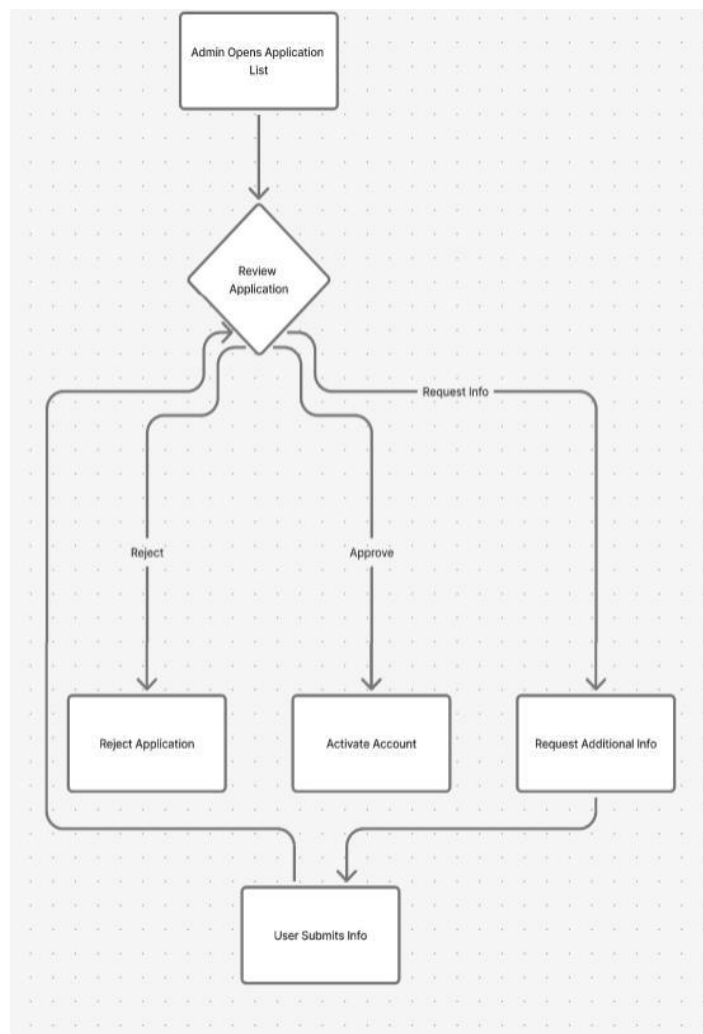 Admin Opens Application
List
Review
Application
Request Info
Reject
Approve
Reject Application
Activate Account
Request Additional Info
User Submits Info